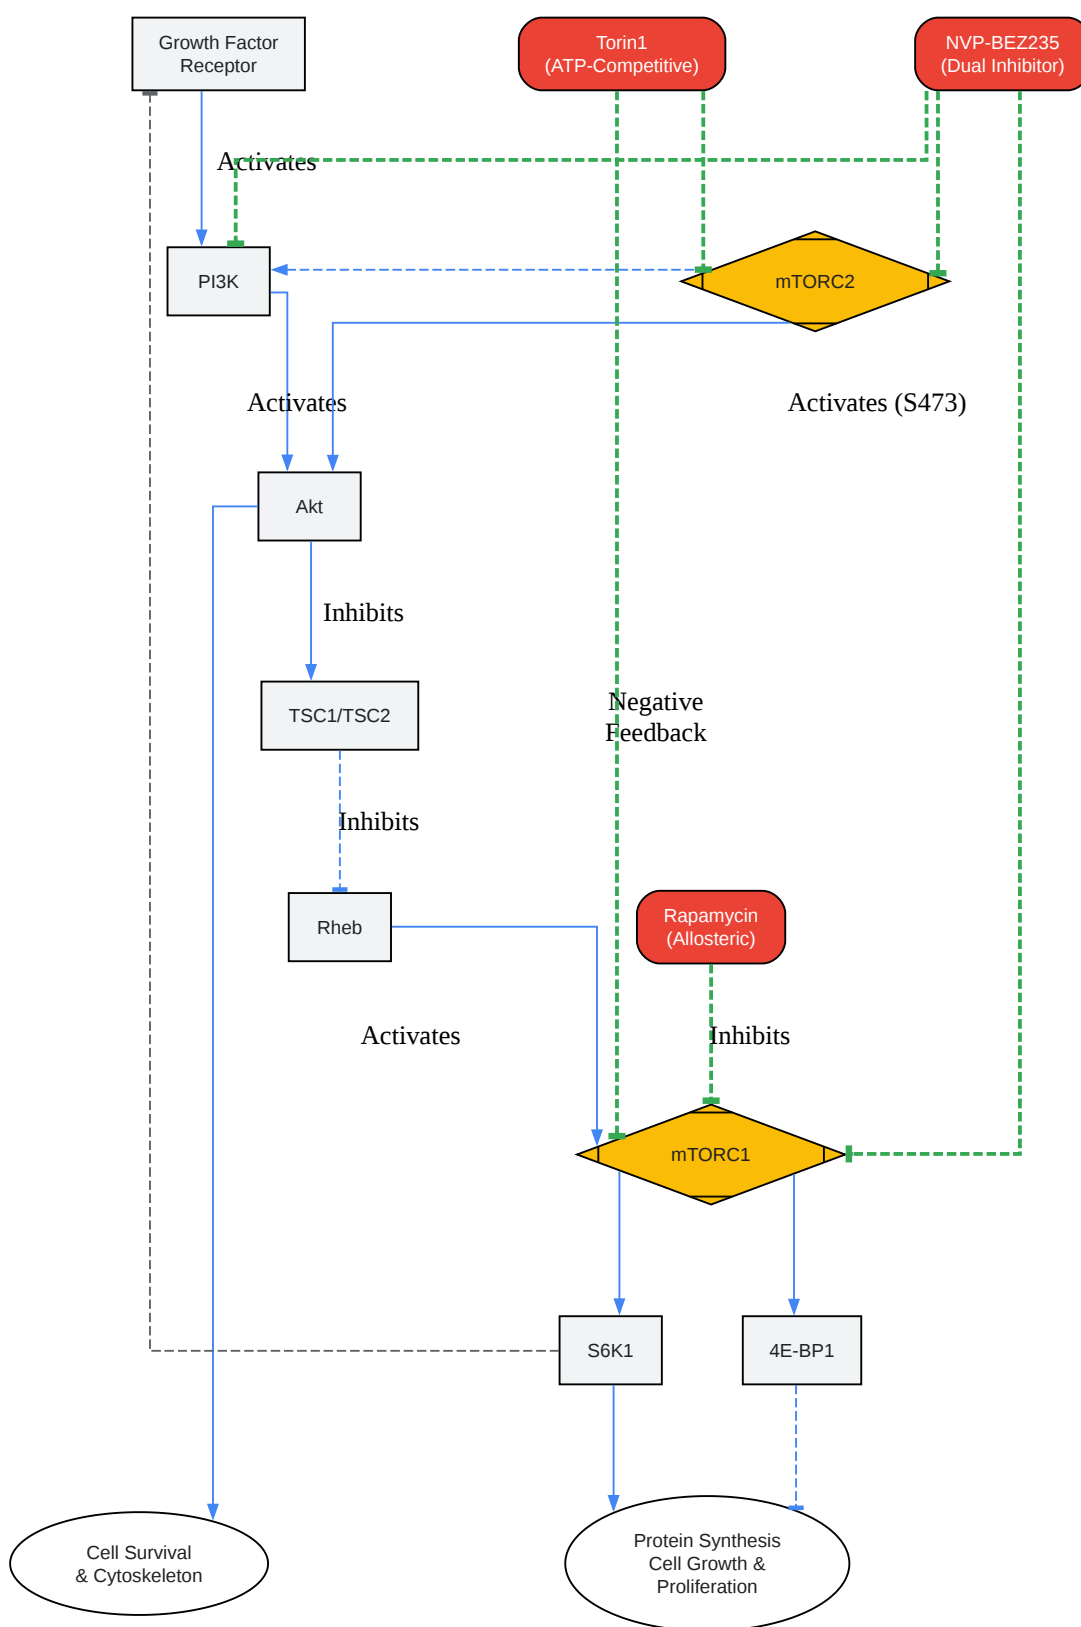 Growth Factor
Receptor
Torin1
(ATP-Competitive)
NVP-BEZ235
(Dual Inhibitor)
Activates
PI3K
mTORC2
Activates
Activates (S473)
Akt
Inhibits
Negative
Feedback
TSC1/TSC2
Inhibits
Rheb
Rapamycin
(Allosteric)
Activates
Inhibits
mTORC1
S6K1
4E-BP1
Cell Survival
& Cytoskeleton
Protein Synthesis
Cell Growth &
Proliferation